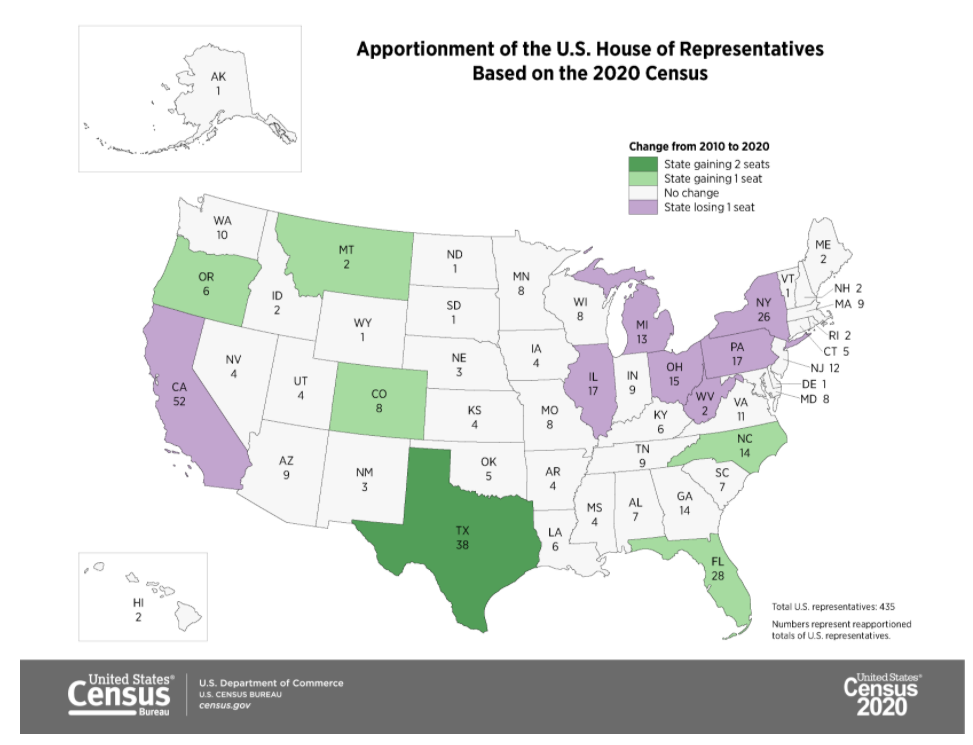 Apportionment of the U.S. House of Representatives
Based on the 2020 Census
AK
1
Change from 2010 to 2020
State gaining 2 seats
State gaining 1 seat
No change
State losing 1 seat
WA
10
OR
6
CA
52
NV
4
ID
2
MT
2
WY
1
UT
4
AZ
9
CO
8
NM
3
ND
1
SD
1
NE
3
KS
4
OK
5
TX
38
MN
8
IA
4
MO
8
AR
4
LA
6
WI
8
IL
17
MS
4
MI
13
IN
9
KY
6
TN
9
AL
7
OH
15
WV
2
GA
14
FL
28
PA
17
NY
26
VA
11
NC
14
SC
7
VT
1
ME
2
NH 2
MA 9
RI 2
CT 5
NJ 12
DE 1
MD 8
HI
2
Total U.S. representatives: 435
Numbers represent reapportioned
totals of U.S. representatives.
United States®
Census
Bureau
U.S. Department of Commerce
U.S. CENSUS BUREAU
census.gov
United States®
Census
2020